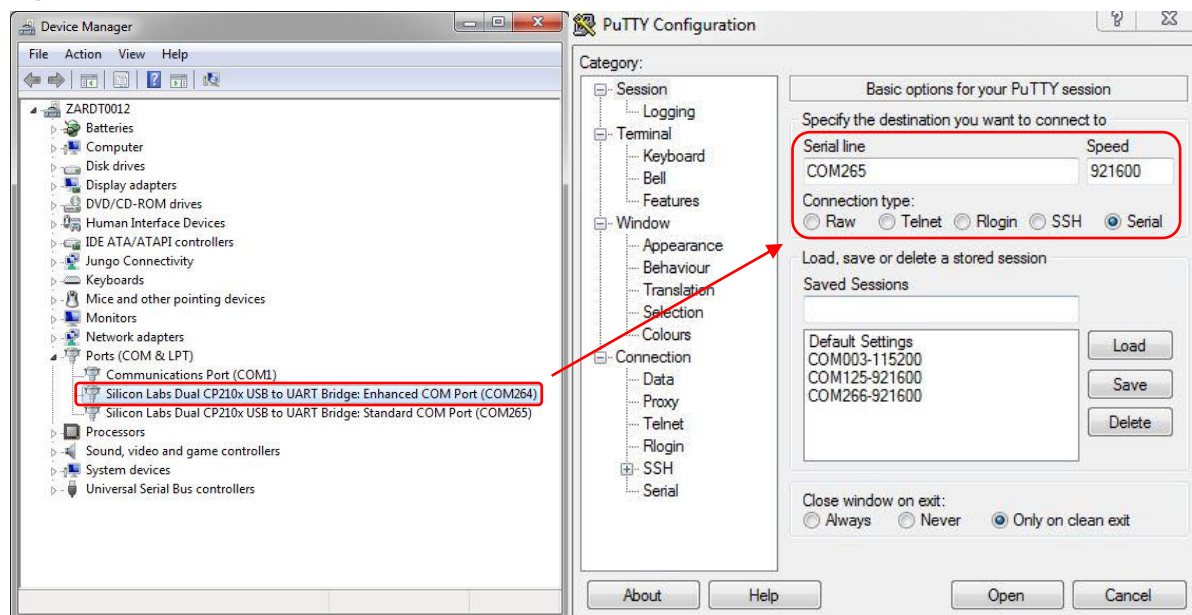 Device Manager
File Action View Help
ZARDT0012
Batteries
Computer
Disk drives
Display adapters
DVD/CD-ROM drives
Human Interface Devices
IDE ATA/ATAPI controllers
Jungo Connectivity
Keyboards
Mice and other pointing devices
Monitors
Network adapters
Ports (COM & LPT)
Communications Port (COM1)
Silicon Labs Dual CP210x USB to UART Bridge: Enhanced COM Port (COM264)
Silicon Labs Dual CP210x USB to UART Bridge: Standard COM Port (COM265)
Processors
Sound, video and game controllers
System devices
Universal Serial Bus controllers
PuTTY Configuration
Category:
Session
Logging
Terminal
Keyboard
Bell
Features
Window
Appearance
Behaviour
Translation
Selection
Colours
Connection
Data
Proxy
Telnet
Rlogin
SSH
Serial
Basic options for your PuTTY session
Specify the destination you want to connect to
Serial line Speed
COM265 921600
Connection type:
Raw Telnet Rlogin SSH Serial
Load, save or delete a stored session
Saved Sessions
Default Settings
COM003-115200
COM125-921600
COM266-921600
Load
Save
Delete
Close window on exit:
Always Never Only on clean exit
About Help Open Cancel